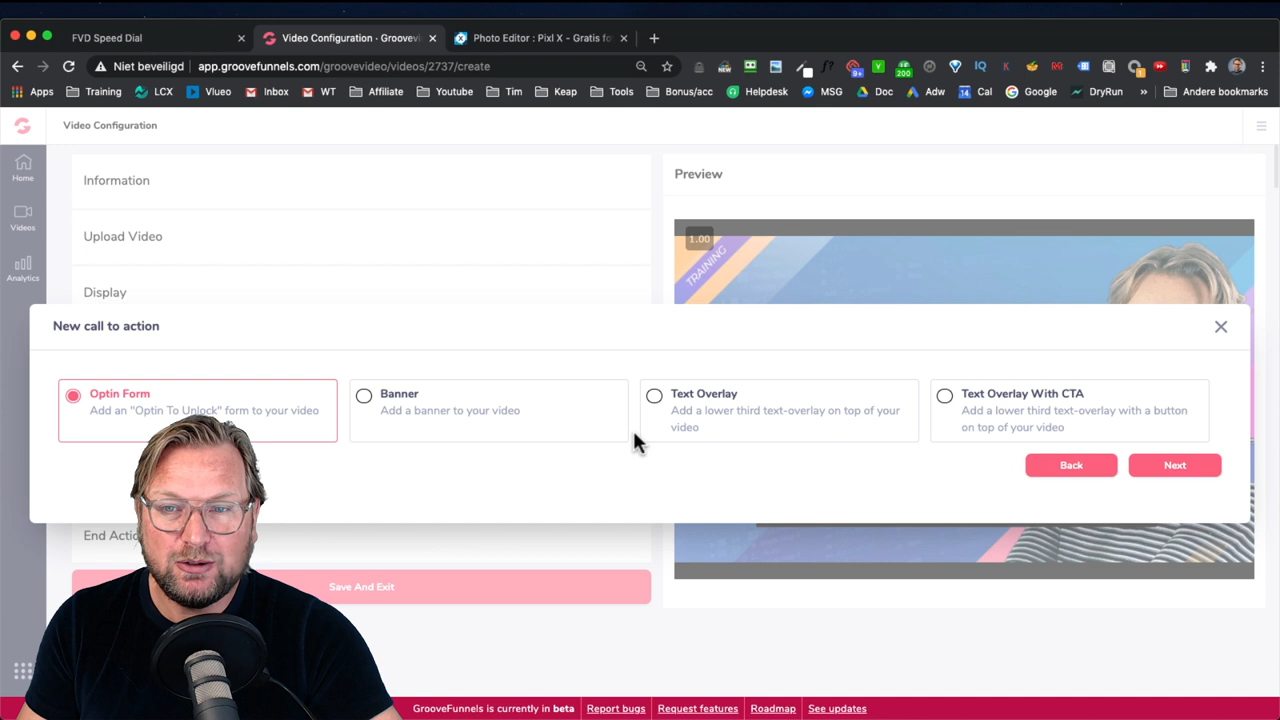 FVD Speed Dial
Video Configuration · Groovevi
Photo Editor : Pixlr X - Gratis fo
Niet beveiligd
app.groovefunnels.com/groovevideo/videos/2737/create
Apps
Training
LCX
Vlueo
Inbox
WT
Affiliate
Youtube
Tim
Keap
Tools
Bonus/acc
Helpdesk
MSG
Doc
Adw
Cal
Google
DryRun
Andere bookmarks
Video Configuration
Home
Videos
Analytics
Information
Upload Video
Display
Preview
1.00
TRAINING
New call to action
Optin Form
Add an "Optin To Unlock" form to your video
Banner
Add a banner to your video
Text Overlay
Add a lower third text-overlay on top of your
video
Text Overlay With CTA
Add a lower third text-overlay with a button
on top of your video
Back
Next
End Actio
Save And Exit
GrooveFunnels is currently in beta
Report bugs
Request features
Roadmap
See updates